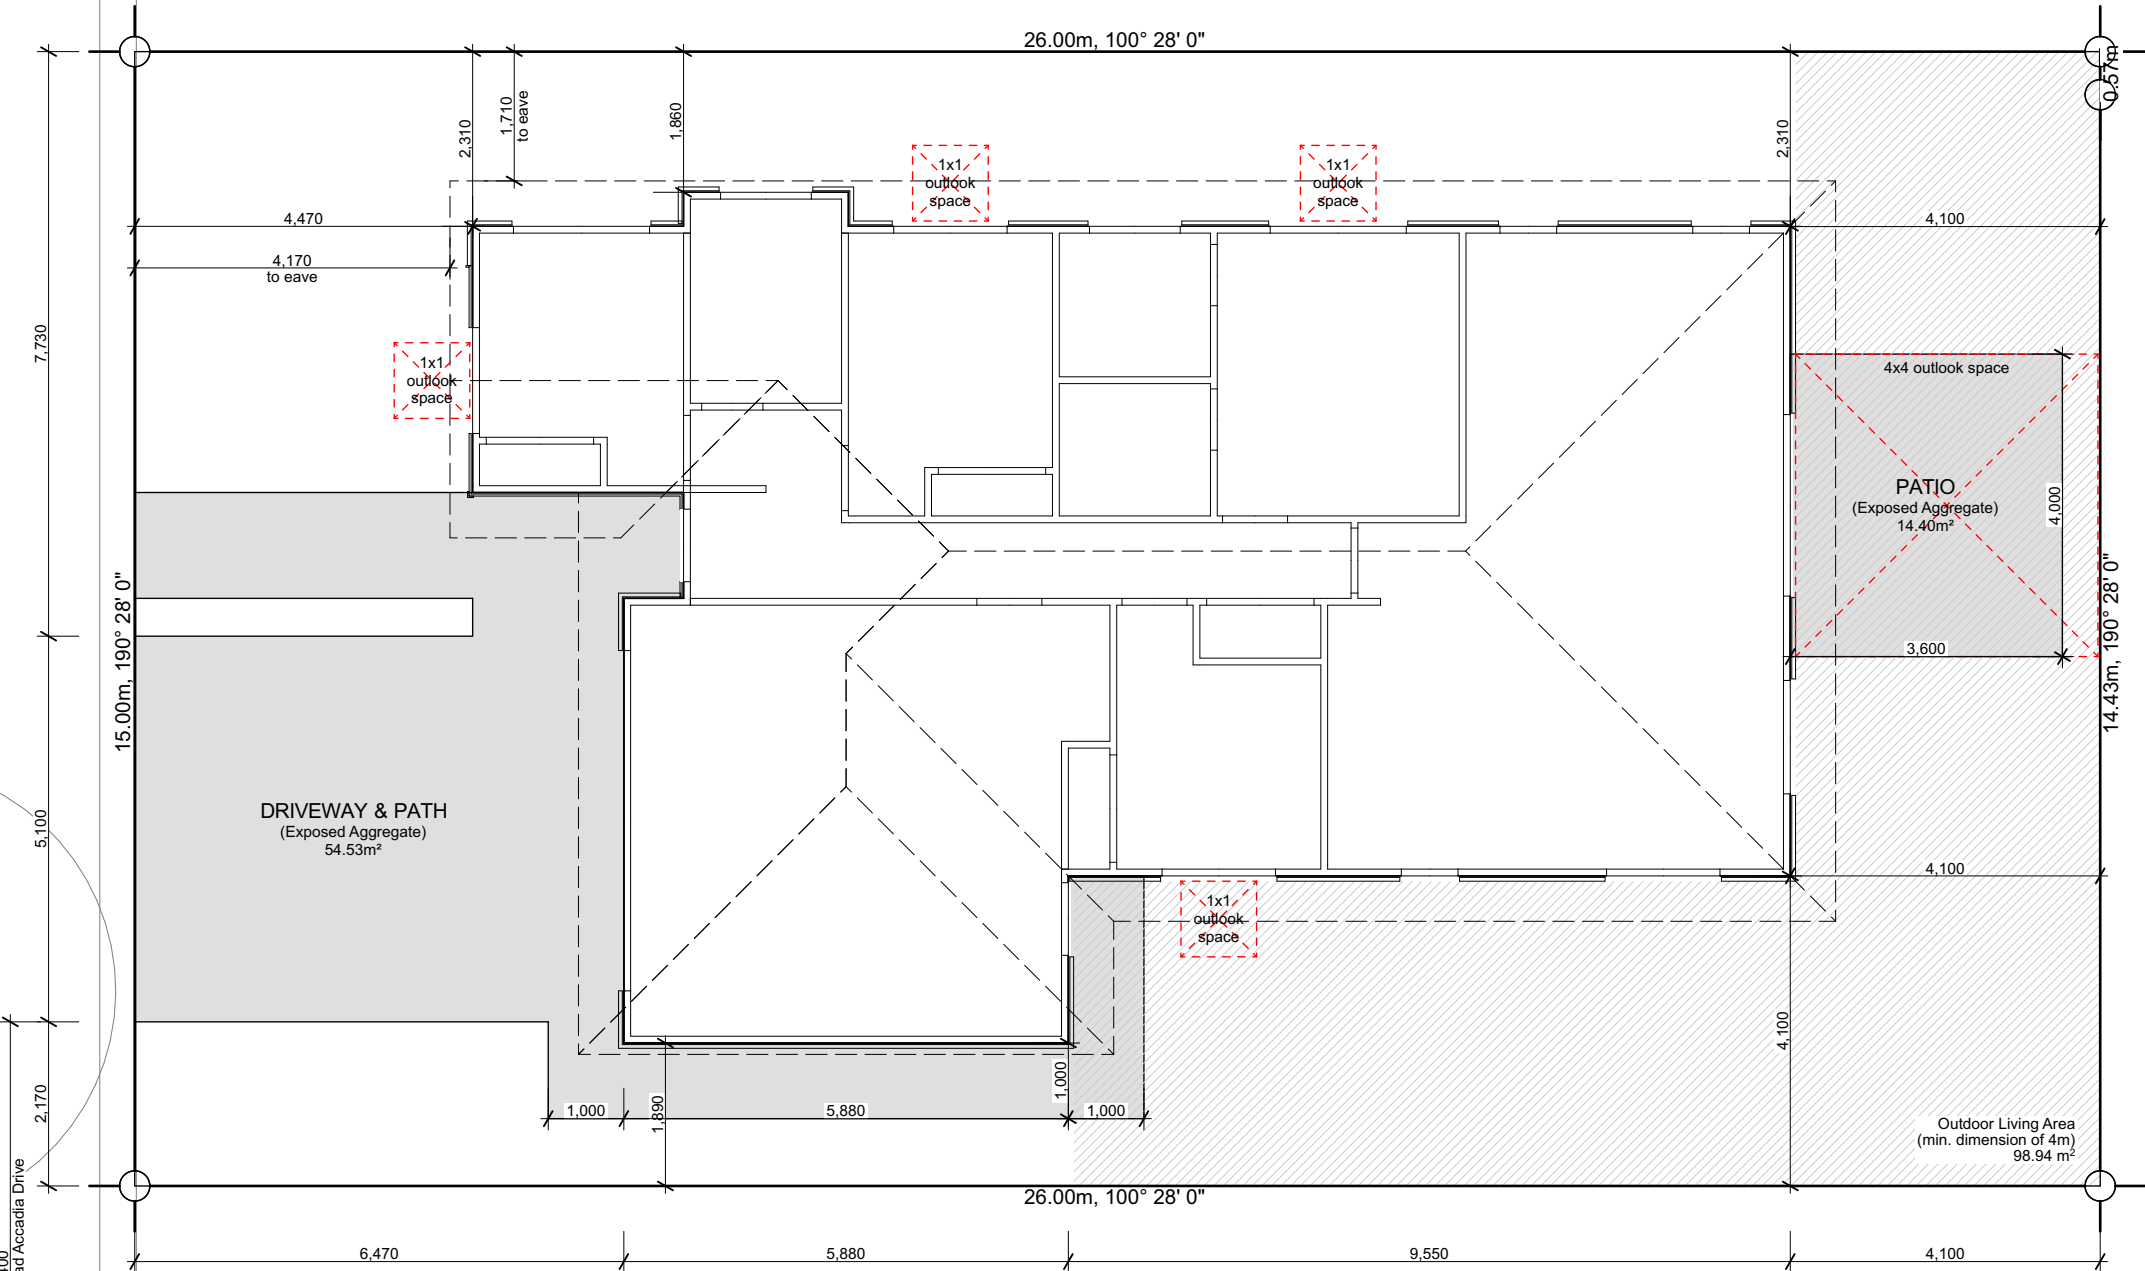 26.00m, 100° 28' 0"
0.57m
1,710
to eave
1,860
2,310
2,310
1x1
outlook
space
1x1
outlook
space
4,470
4,100
4,170
to eave
7,730
1x1
outlook
space
4x4 outlook space
PATIO
(Exposed Aggregate)
14.40m²
4,000
3,600
15.00m, 190° 28' 0"
14.43m, 190° 28' 0"
DRIVEWAY & PATH
(Exposed Aggregate)
54.53m²
5,100
4,100
1x1
outlook
space
4,100
1,000
2,170
1,000
1,890
5,880
1,000
Outdoor Living Area
(min. dimension of 4m)
98.94 m²
ad Accadia Drive
26.00m, 100° 28' 0"
6,470
5,880
9,550
4,100